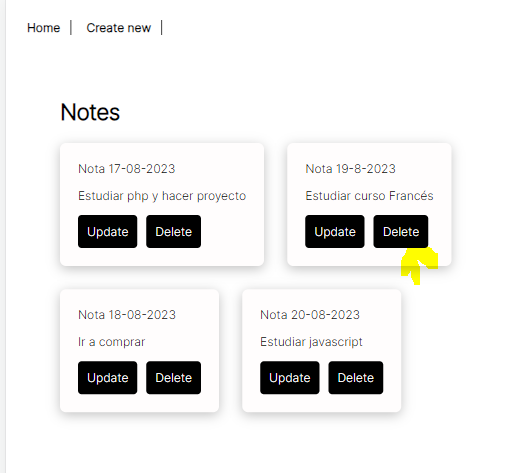 Home | Create new |
Notes
Nota 17-08-2023
Estudiar php y hacer proyecto
Update Delete
Nota 19-8-2023
Estudiar curso Francés
Update Delete
Nota 18-08-2023
Ir a comprar
Update Delete
Nota 20-08-2023
Estudiar javascript
Update Delete